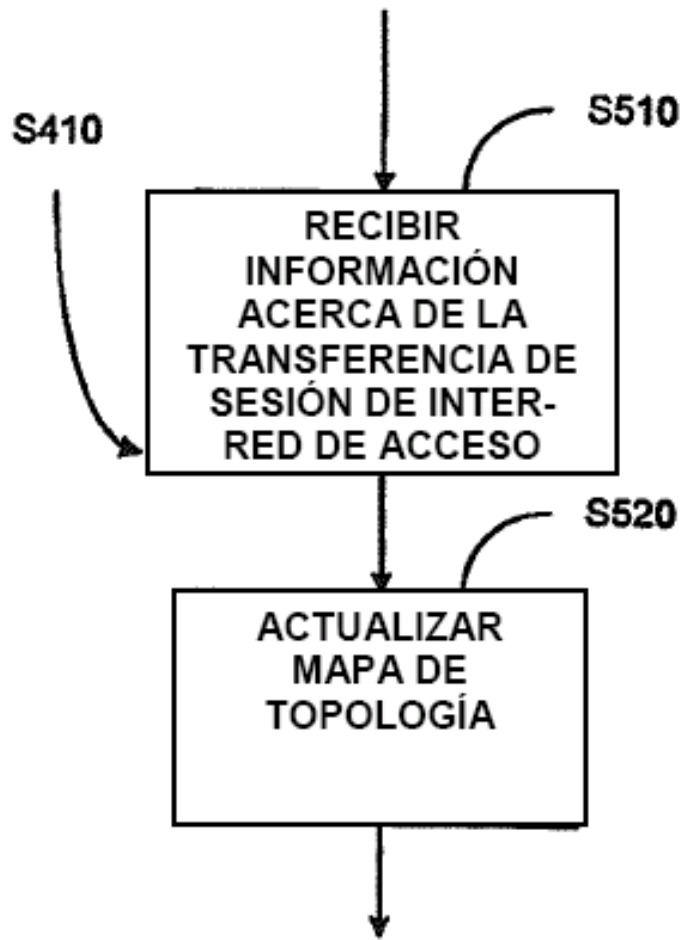 S410
S510
RECIBIR
INFORMACIÓN
ACERCA DE LA
TRANSFERENCIA DE
SESIÓN DE INTER-
RED DE ACCESO
S520
ACTUALIZAR
MAPA DE
TOPOLOGÍA